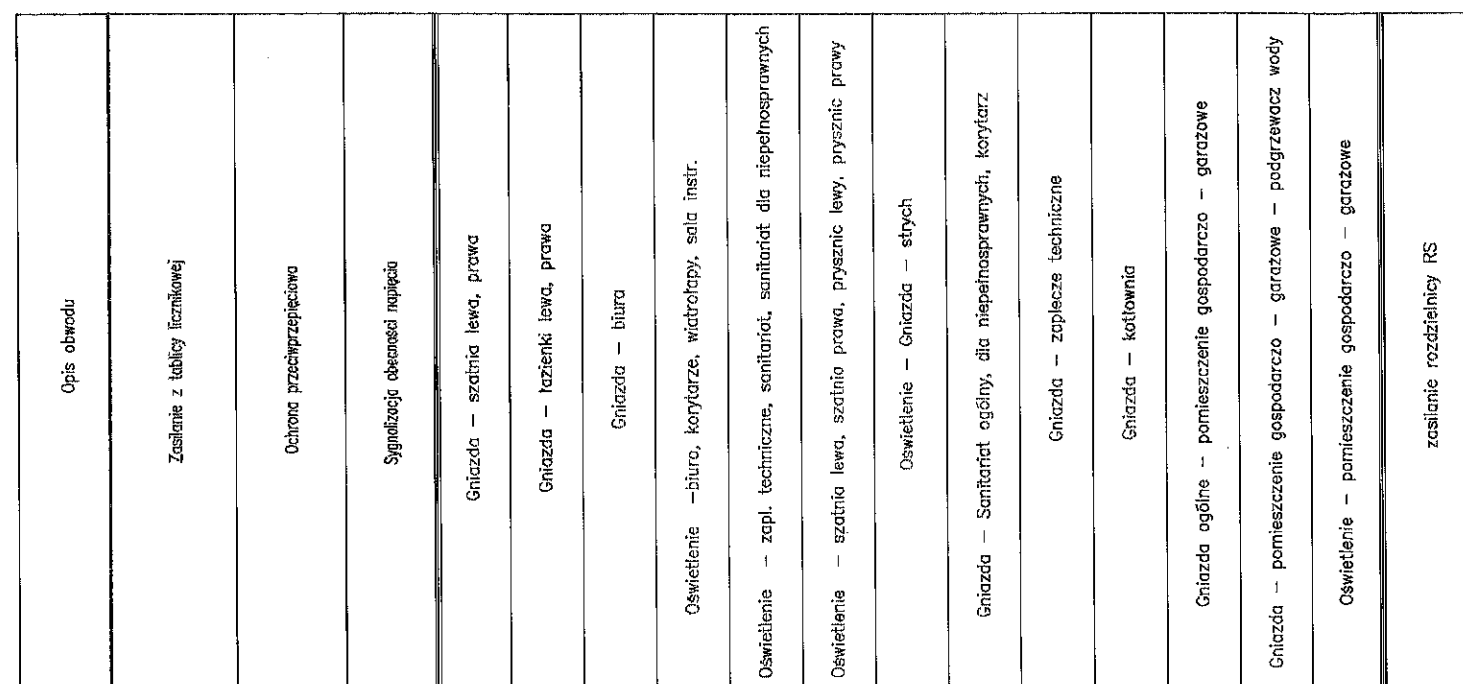 Opis obwodu
Zasilanie z tablicy licznikowej
Ochrona przeciwprzepięciowa
Sygnalizacja obecności napięcia
Gniazda – szatnia lewa, prawa
Gniazda – łazienki lewa, prawa
Gniazda – biura
Oświetlenie –biura, korytarze, wiatrołapy, sala instr.
Oświetlenie – zapl. techniczne, sanitariat, sanitariat dla niepełnosprawnych
Oświetlenie – szatnia lewa, szatnia prawa, prysznic lewy, prysznic prawy
Oświetlenie – Gniazda – strych
Gniazda – Sanitariat ogólny, dla niepełnosprawnych, korytarz
Gniazda – zaplecze techniczne
Gniazda – kotłownia
Gniazda ogólne – pomieszczenie gospodarczo – garażowe
Gniazda – pomieszczenie gospodarczo – garażowe – podgrzewacz wody
Oświetlenie – pomieszczenie gospodarczo – garażowe
zasilanie rozdzielnicy RS